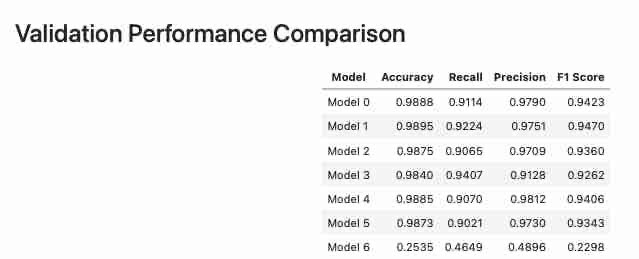 Validation Performance Comparison
Model Accuracy Recall Precision F1 Score
Model 0 0.9888 0.9114 0.9790 0.9423
Model 1 0.9895 0.9224 0.9751 0.9470
Model 2 0.9875 0.9065 0.9709 0.9360
Model 3 0.9840 0.9407 0.9128 0.9262
Model 4 0.9885 0.9070 0.9812 0.9406
Model 5 0.9873 0.9021 0.9730 0.9343
Model 6 0.2535 0.4649 0.4896 0.2298